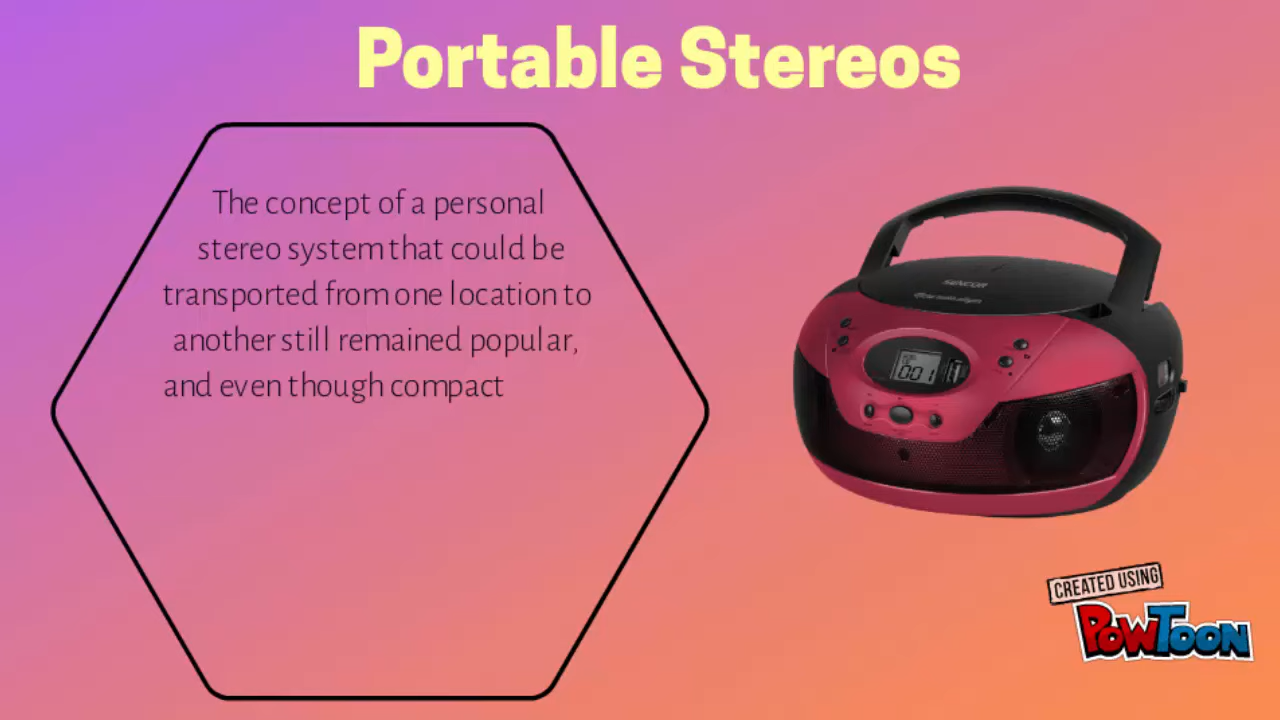 Portable Stereos
The concept of a personal
stereo system that could be
transported from one location to
another still remained popular,
and even though compact
SENCOR
001
CREATED USING
POWTOON